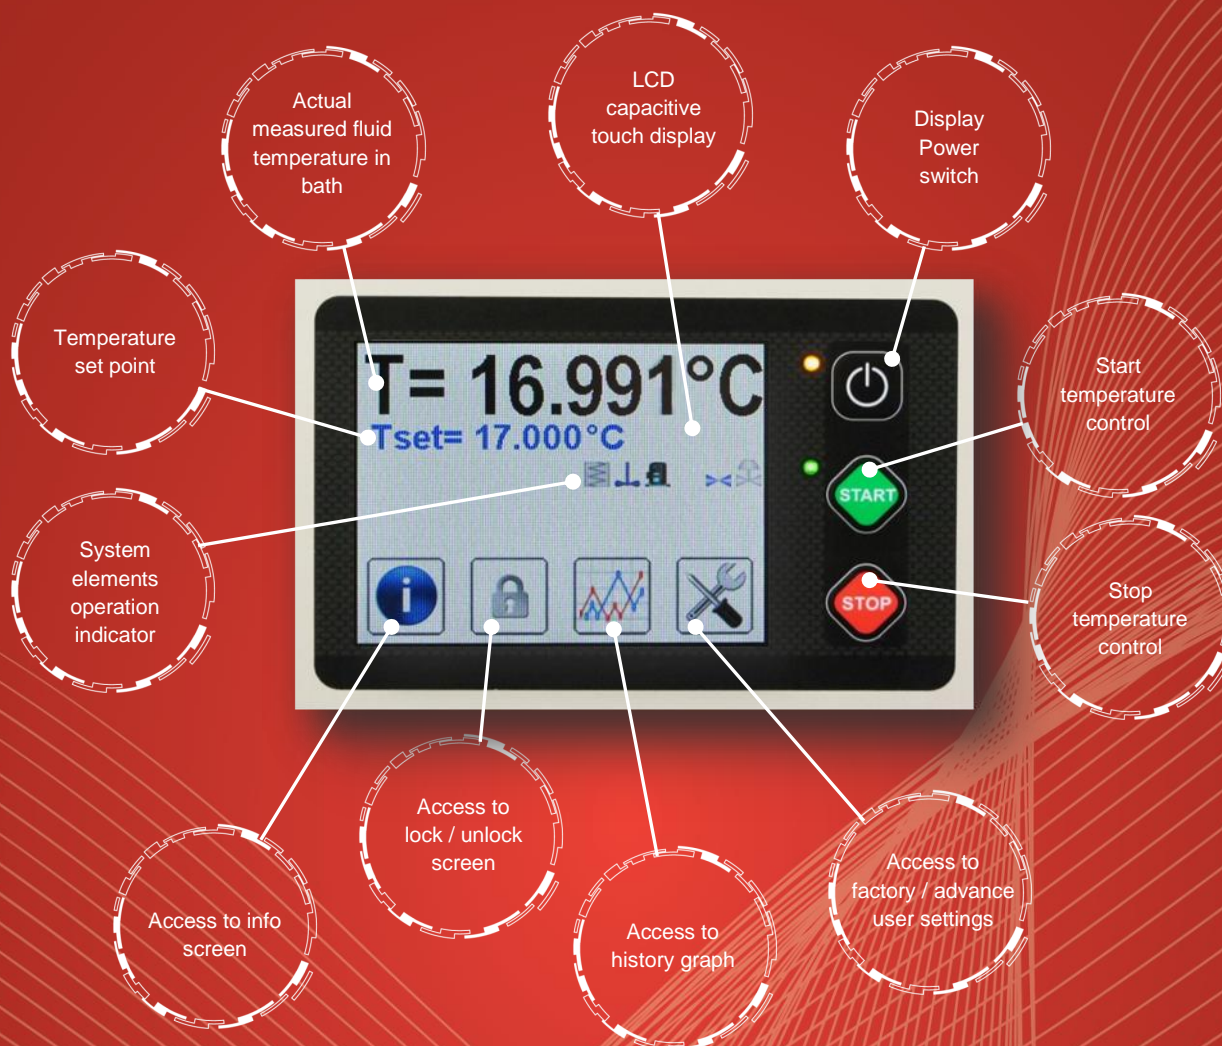 LCD
capacitive
touch display
Actual
measured fluid
temperature in
bath
Display
Power
switch
Temperature
set point
T= 16.991°C
Tset= 17.000°C
Start
temperature
control
START
System
elements
operation
indicator
i
STOP
Stop
temperature
control
Access to
lock / unlock
screen
Access to
factory / advance
user settings
Access to info
screen
Access to
history graph